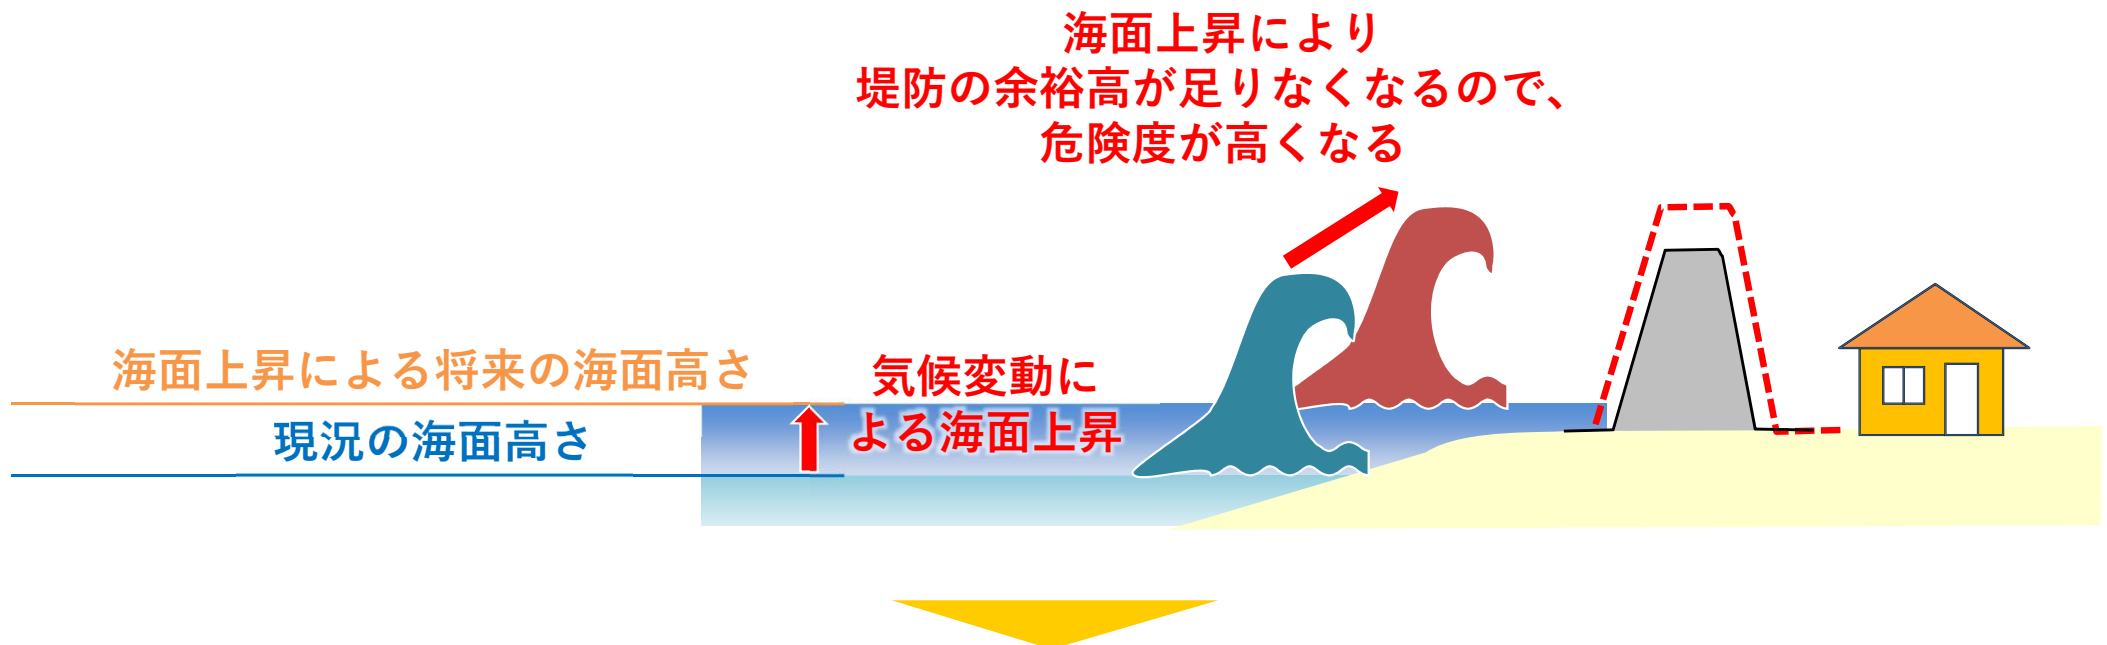 海面上昇により
堤防の余裕高が足りなくなるので、
危険度が高くなる
海面上昇による将来の海面高さ
現況の海面高さ
気候変動に
よる海面上昇